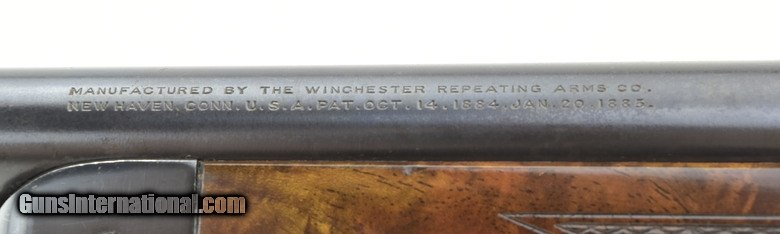 MANUFACTURED BY THE WINCHESTER REPEATING ARMS CO.
NEW HAVEN, CONN. U.S.A. PAT. OCT. 14. 1884. JAN. 20. 1885.
GunsInternational.com